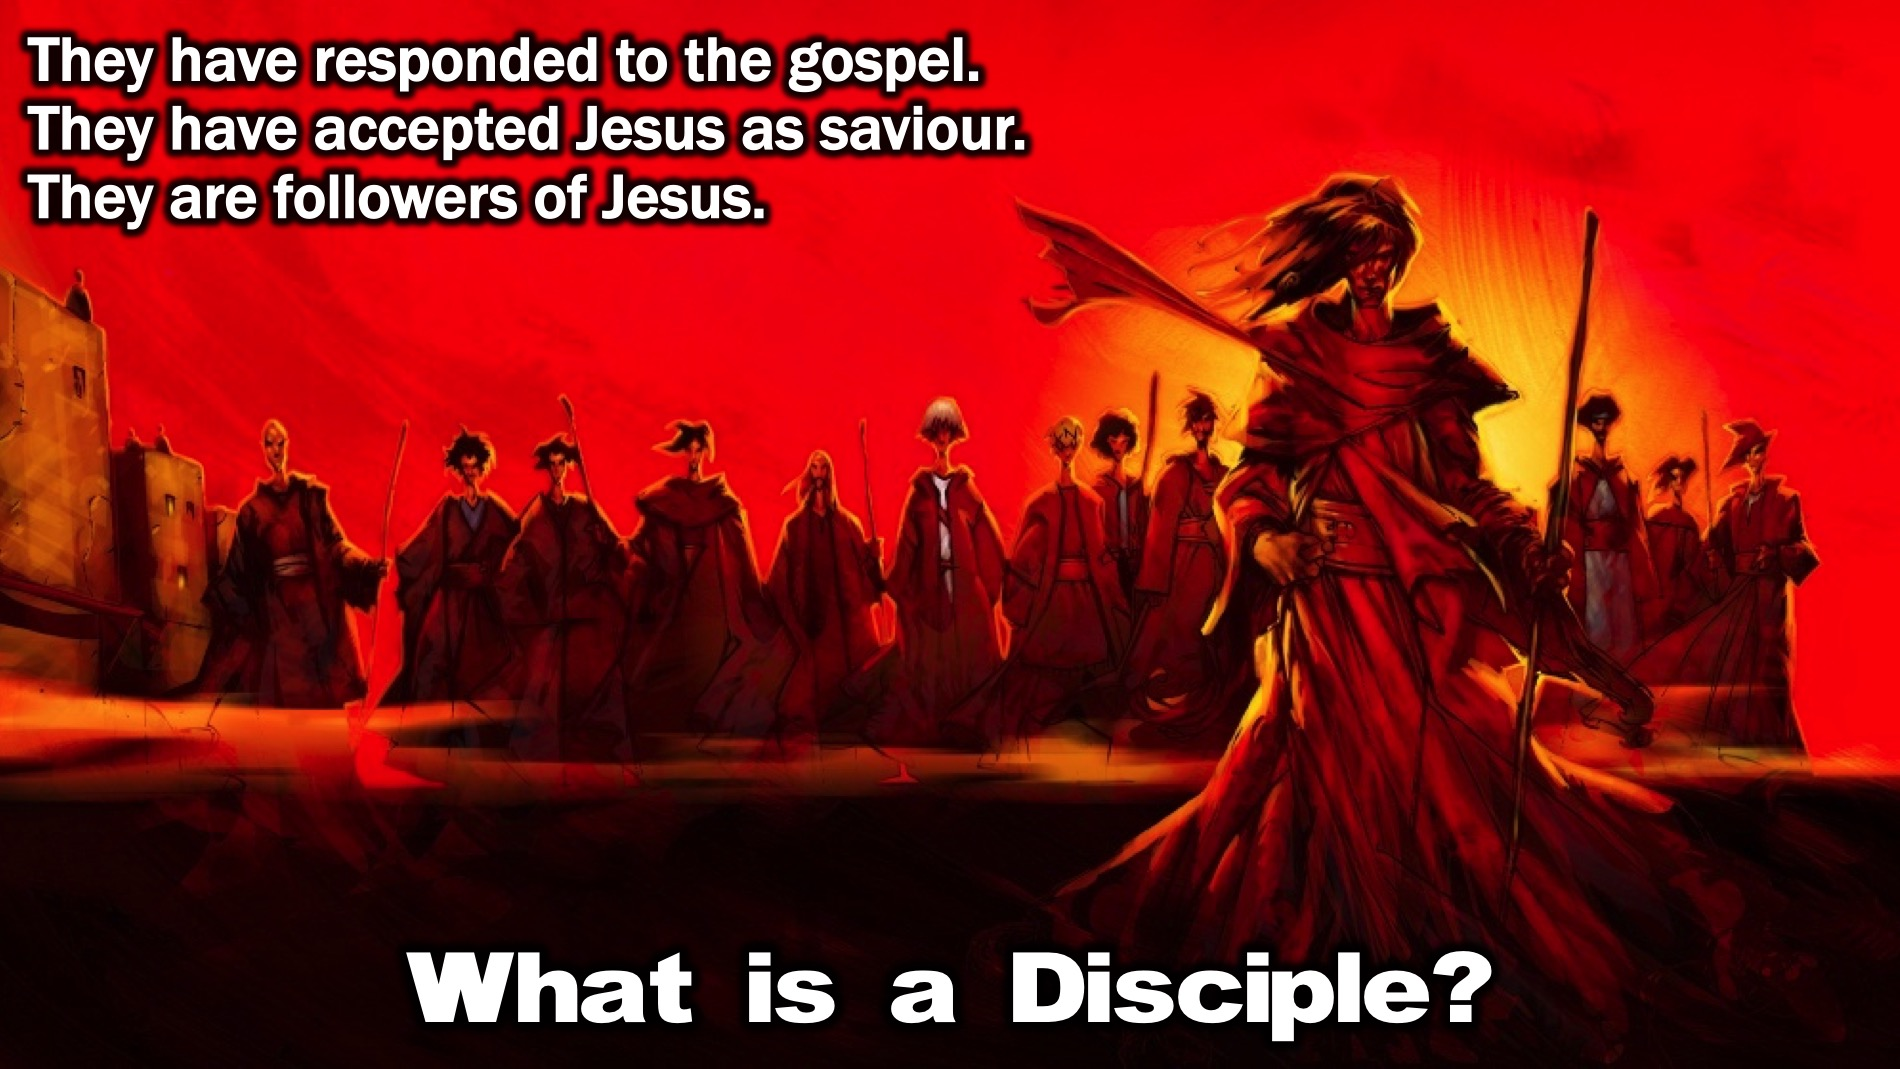 They have responded to the gospel.
They have accepted Jesus as saviour.
They are followers of Jesus.
What is a Disciple?